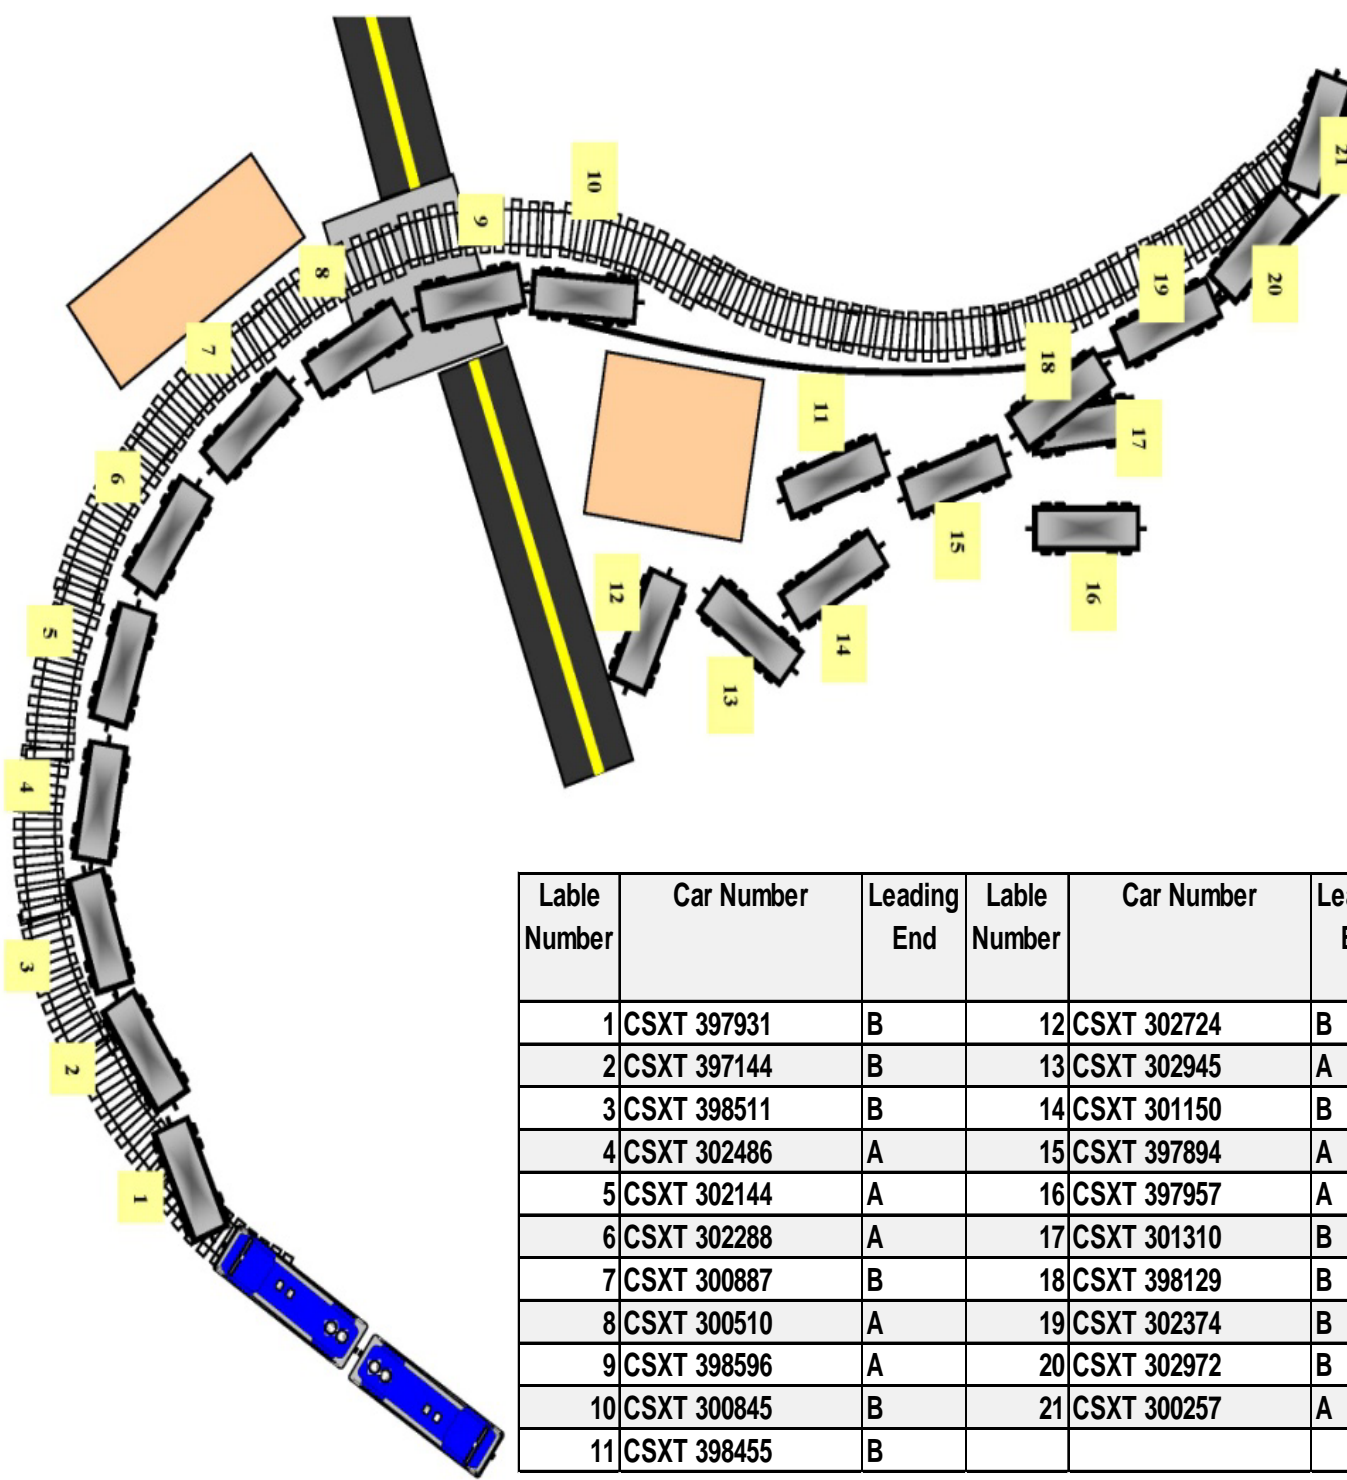 10
21
9
8
19
20
7
18
11
17
6
15
12
16
5
14
13
4
3
2
1
Lable Number Car Number Leading End Lable Number Car Number
1 CSXT 397931 B 12 CSXT 302724 B
2 CSXT 397144 B 13 CSXT 302945 A
3 CSXT 398511 B 14 CSXT 301150 B
4 CSXT 302486 A 15 CSXT 397894 A
5 CSXT 302144 A 16 CSXT 397957 A
6 CSXT 302288 A 17 CSXT 301310 B
7 CSXT 300887 B 18 CSXT 398129 B
8 CSXT 300510 A 19 CSXT 302374 B
9 CSXT 398596 A 20 CSXT 302972 B
10 CSXT 300845 B 21 CSXT 300257 A
11 CSXT 398455 B